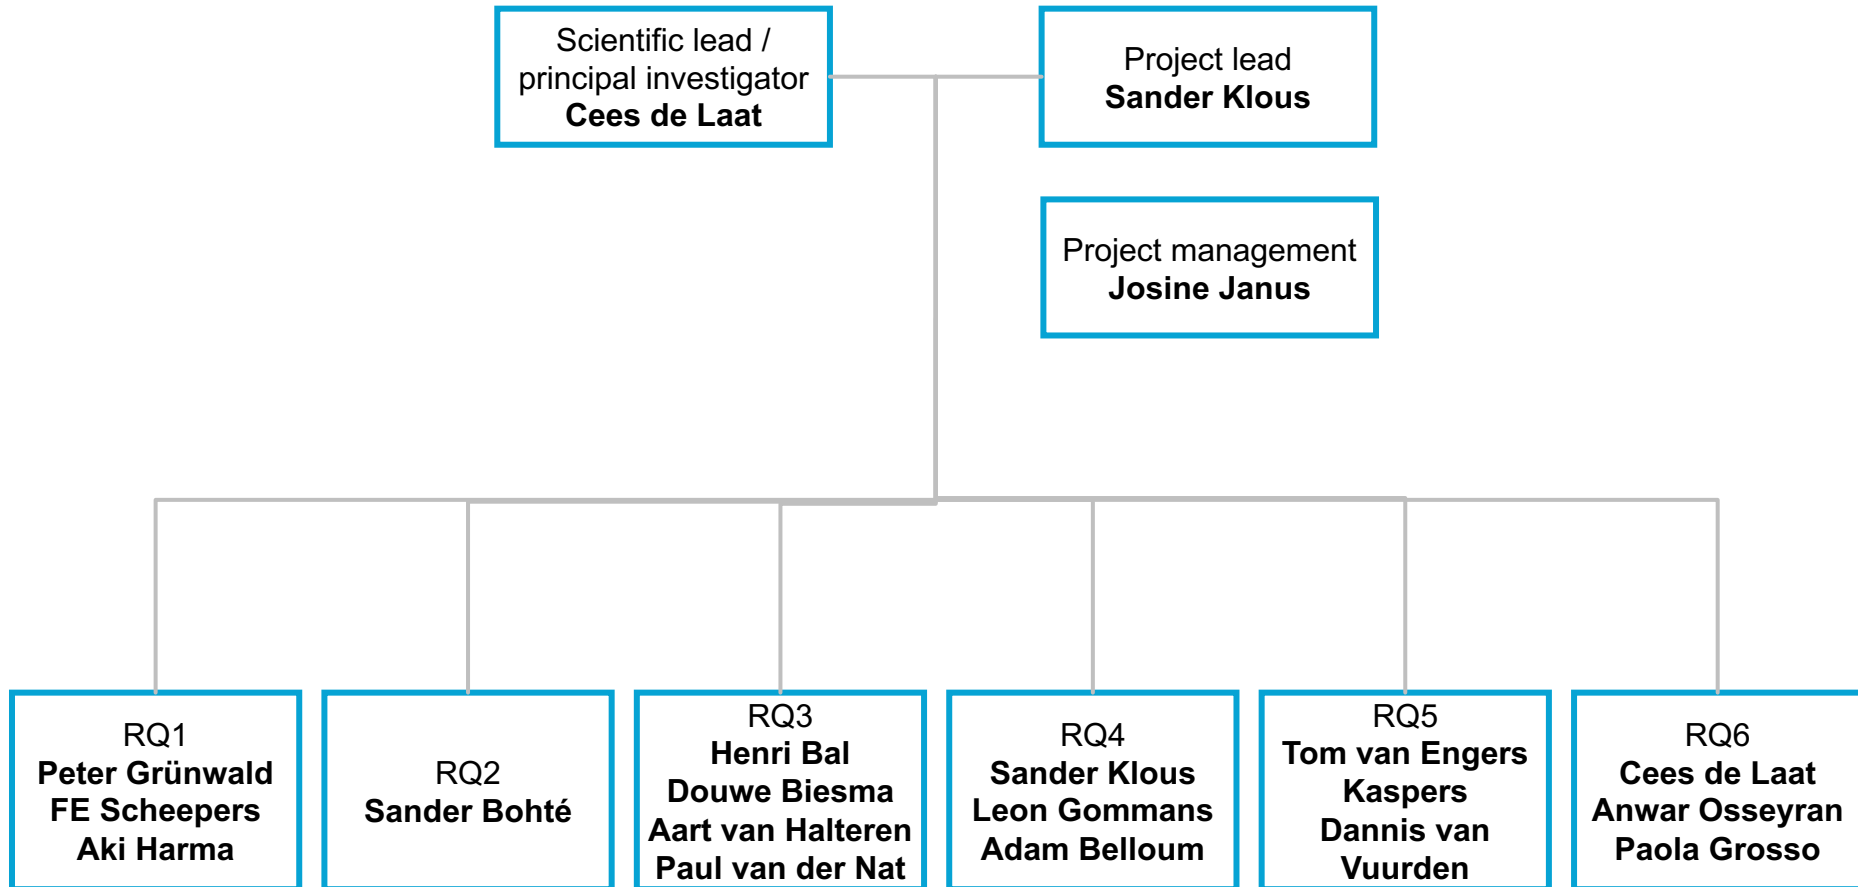 Scientific lead /
principal investigator
Cees de Laat
Project lead
Sander Klous
Project management
Josine Janus
RQ1
Peter Grünwald
FE Scheepers
Aki Harma
RQ2
Sander Bohté
RQ3
Henri Bal
Douwe Biesma
Aart van Halteren
Paul van der Nat
RQ4
Sander Klous
Leon Gommans
Adam Belloum
RQ5
Tom van Engers
Kaspers
Dannis van
Vuurden
RQ6
Cees de Laat
Anwar Osseyran
Paola Grosso